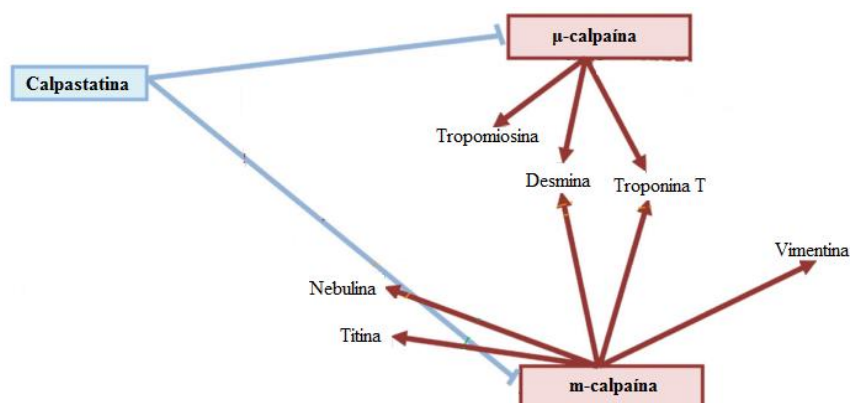 μ-calpaína
Calpastatina
Tropomiosina
Desmina
Troponina T
Vimentina
Nebulina
Titina
m-calpaína